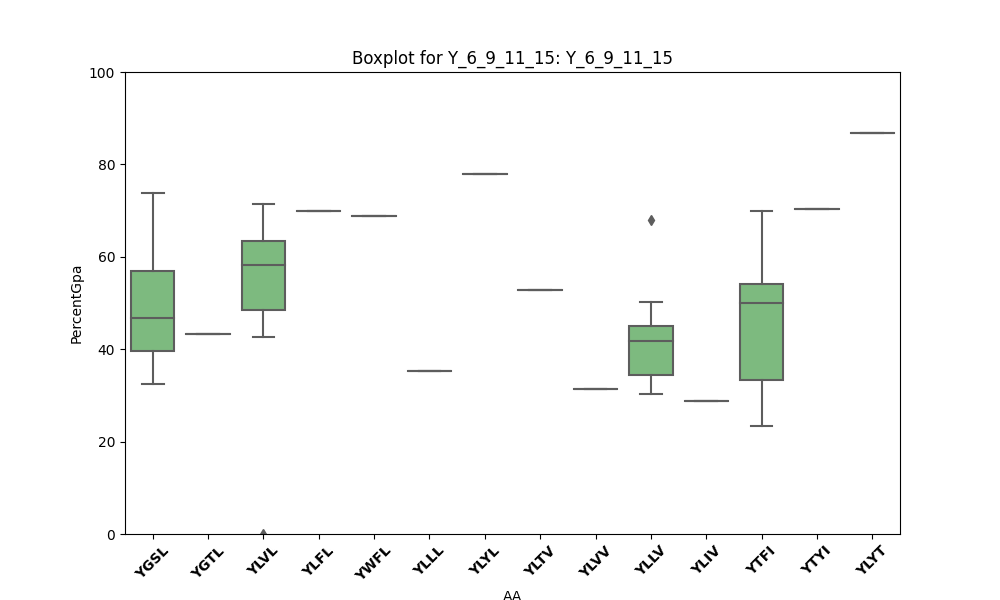 Boxplot for Y_6_9_11_15: Y_6_9_11_15
100
80
60
40
20
0
PercentGpa
YGSL YGTL YLVL YLFL YWFL YLLL YLYL YLTV YLVV YLLV YLIV YTFI YTYI YLYT
AA